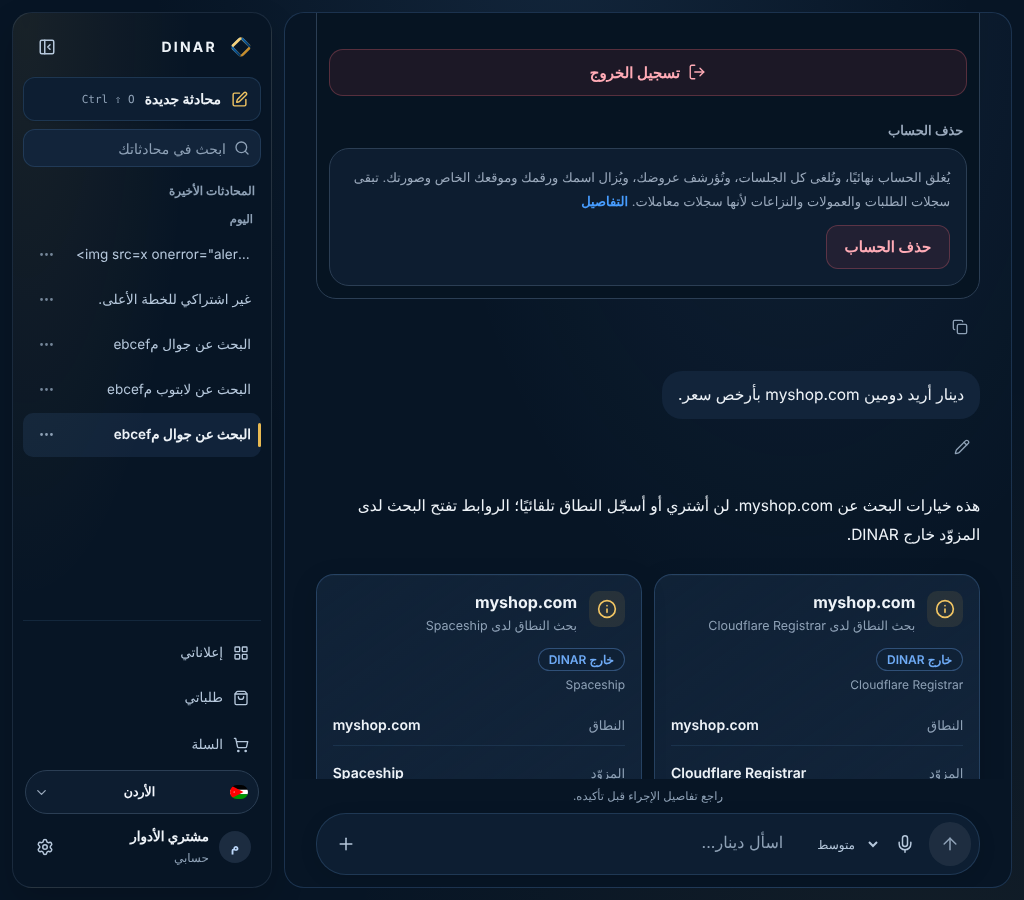 DINAR
محادثة جديدة Ctrl ⇧ O
ابحث في محادثاتك
المحادثات الأخيرة
اليوم
<img src=x onerror="aler...
غير اشتراكي للخطة الأعلى.
البحث عن جوال مebcef
البحث عن لابتوب مebcef
البحث عن جوال مebcef
إعلاناتي
طلباتي
السلة
الأردن
م
مشتري الأدوار
حسابي
تسجيل الخروج
حذف الحساب
يُغلق الحساب نهائيًا، وتُلغى كل الجلسات، وتُؤرشف عروضك، ويُزال اسمك ورقمك وموقعك الخاص وصورتك. تبقى
سجلات الطلبات والعمولات والنزاعات لأنها سجلات معاملات. التفاصيل
حذف الحساب
دينار أريد دومين myshop.com بأرخص سعر.
هذه خيارات البحث عن myshop.com. لن أشتري أو أسجّل النطاق تلقائيًا؛ الروابط تفتح البحث لدى
المزوّد خارج DINAR.
myshop.com
بحث النطاق لدى Cloudflare Registrar
خارج DINAR
Cloudflare Registrar
النطاق myshop.com
المزوّد Cloudflare Registrar
myshop.com
بحث النطاق لدى Spaceship
خارج DINAR
Spaceship
النطاق myshop.com
المزوّد Spaceship
راجع تفاصيل الإجراء قبل تأكيده.
متوسط
اسأل دينار...